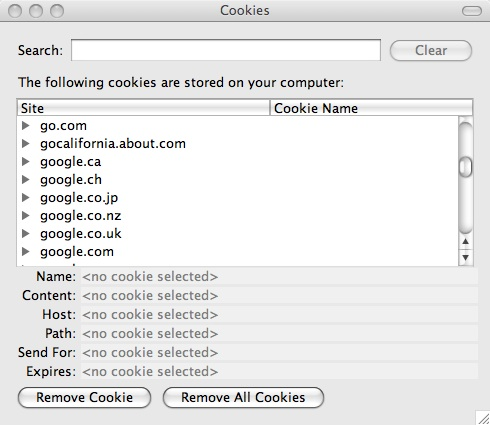 Cookies
Search: Clear
The following cookies are stored on your computer:
Site Cookie Name
go.com
gocalifornia.about.com
google.ca
google.ch
google.co.jp
google.co.nz
google.co.uk
google.com
Name: <no cookie selected>
Content: <no cookie selected>
Host: <no cookie selected>
Path: <no cookie selected>
Send For: <no cookie selected>
Expires: <no cookie selected>
Remove Cookie Remove All Cookies